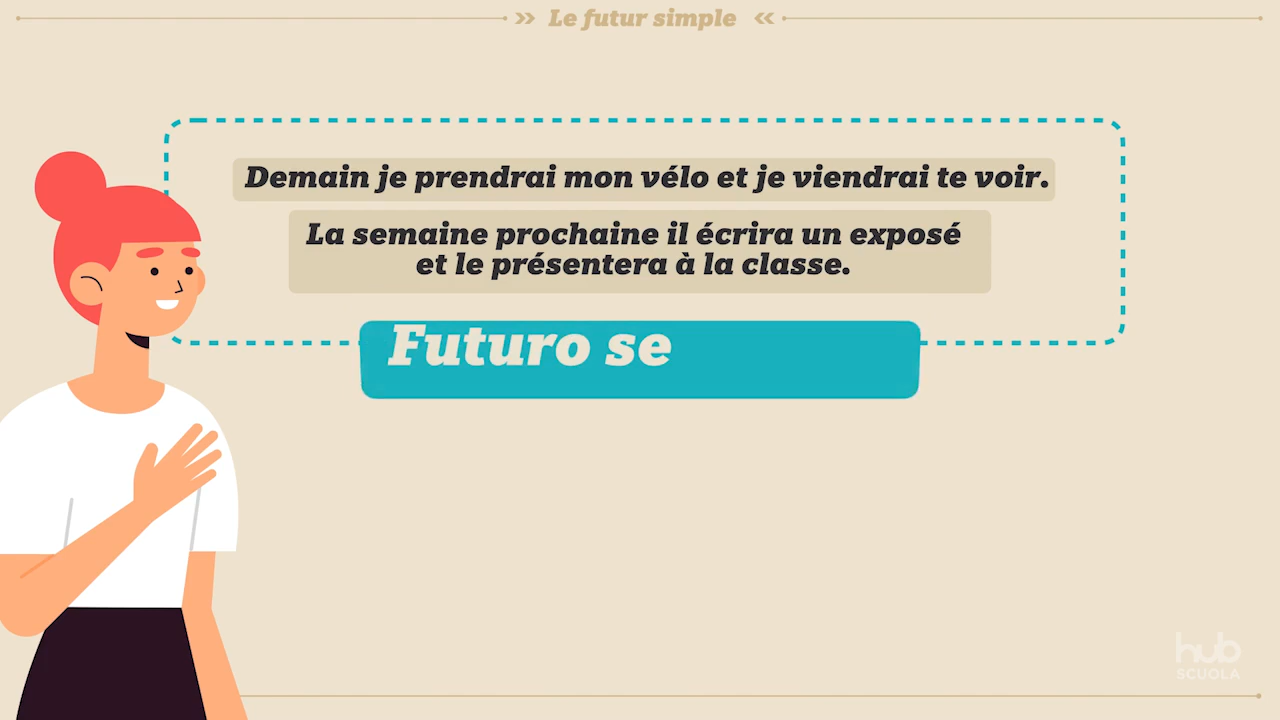 Le futur simple
Demain je prendrai mon vélo et je viendrai te voir.
La semaine prochaine il écrira un exposé
et le présentera à la classe.
Futuro se
hub
SCUOLA